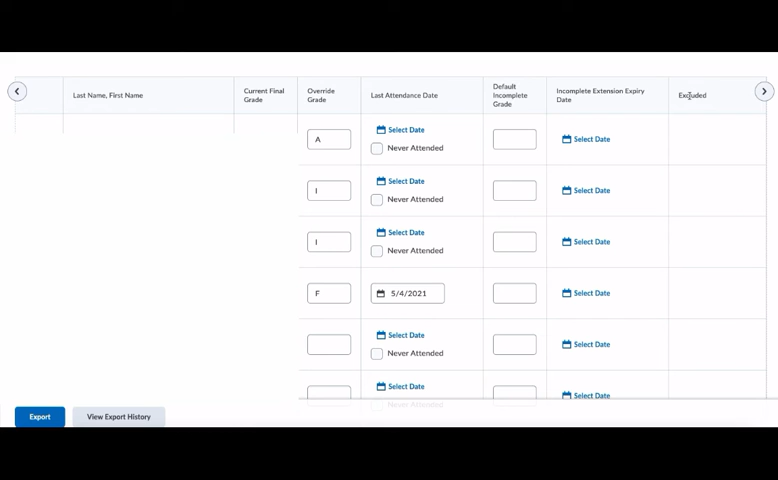 Last Name, First Name
Current Final
Grade
Override
Grade
Last Attendance Date
Default
Incomplete
Grade
Incomplete Extension Expiry
Date
Excluded
A
Select Date
Never Attended
Select Date
I
Select Date
Never Attended
Select Date
I
Select Date
Never Attended
Select Date
F
5/4/2021
Select Date
Select Date
Never Attended
Select Date
Select Date
Never Attended
Select Date
Export
View Export History